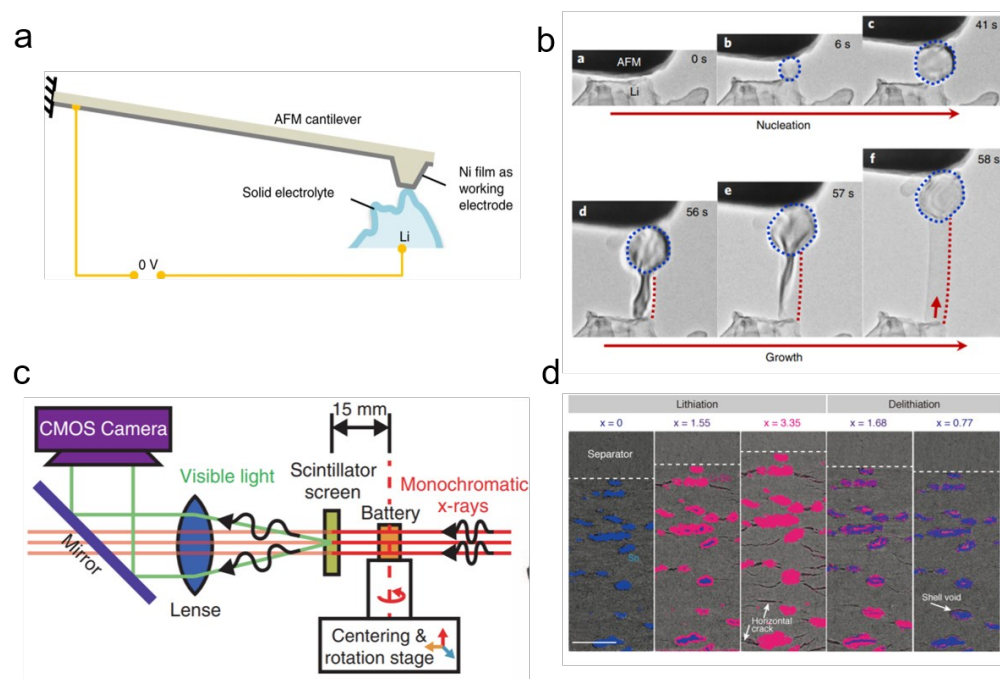 a
AFM cantilever
Ni film as
working
electrode
Solid electrolyte
Li
0 V
b
a
AFM
0 s
Li
b
6 s
c
41 s
Nucleation
d
56 s
e
57 s
f
58 s
Growth
c
15 mm
CMOS Camera
Visible light
Scintillator
screen
Monochromatic
x-rays
Battery
Mirror
Lense
Centering &
rotation stage
d
Lithiation
Delithiation
x = 0
x = 1.55
x = 3.35
x = 1.68
x = 0.77
Separator
Sn
Horizontal
crack
Shell void